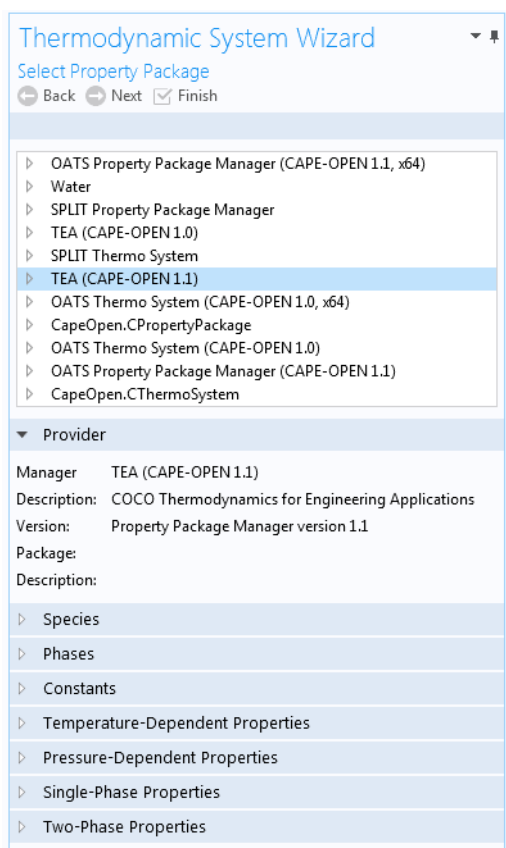 Thermodynamic System Wizard
Select Property Package
Back Next Finish
OATS Property Package Manager (CAPE-OPEN 1.1, x64)
Water
SPLIT Property Package Manager
TEA (CAPE-OPEN 1.0)
SPLIT Thermo System
TEA (CAPE-OPEN 1.1)
OATS Thermo System (CAPE-OPEN 1.0, x64)
CapeOpen.CPropertyPackage
OATS Thermo System (CAPE-OPEN 1.0)
OATS Property Package Manager (CAPE-OPEN 1.1)
CapeOpen.CThermoSystem
Provider
Manager TEA (CAPE-OPEN 1.1)
Description: COCO Thermodynamics for Engineering Applications
Version: Property Package Manager version 1.1
Package:
Description:
Species
Phases
Constants
Temperature-Dependent Properties
Pressure-Dependent Properties
Single-Phase Properties
Two-Phase Properties